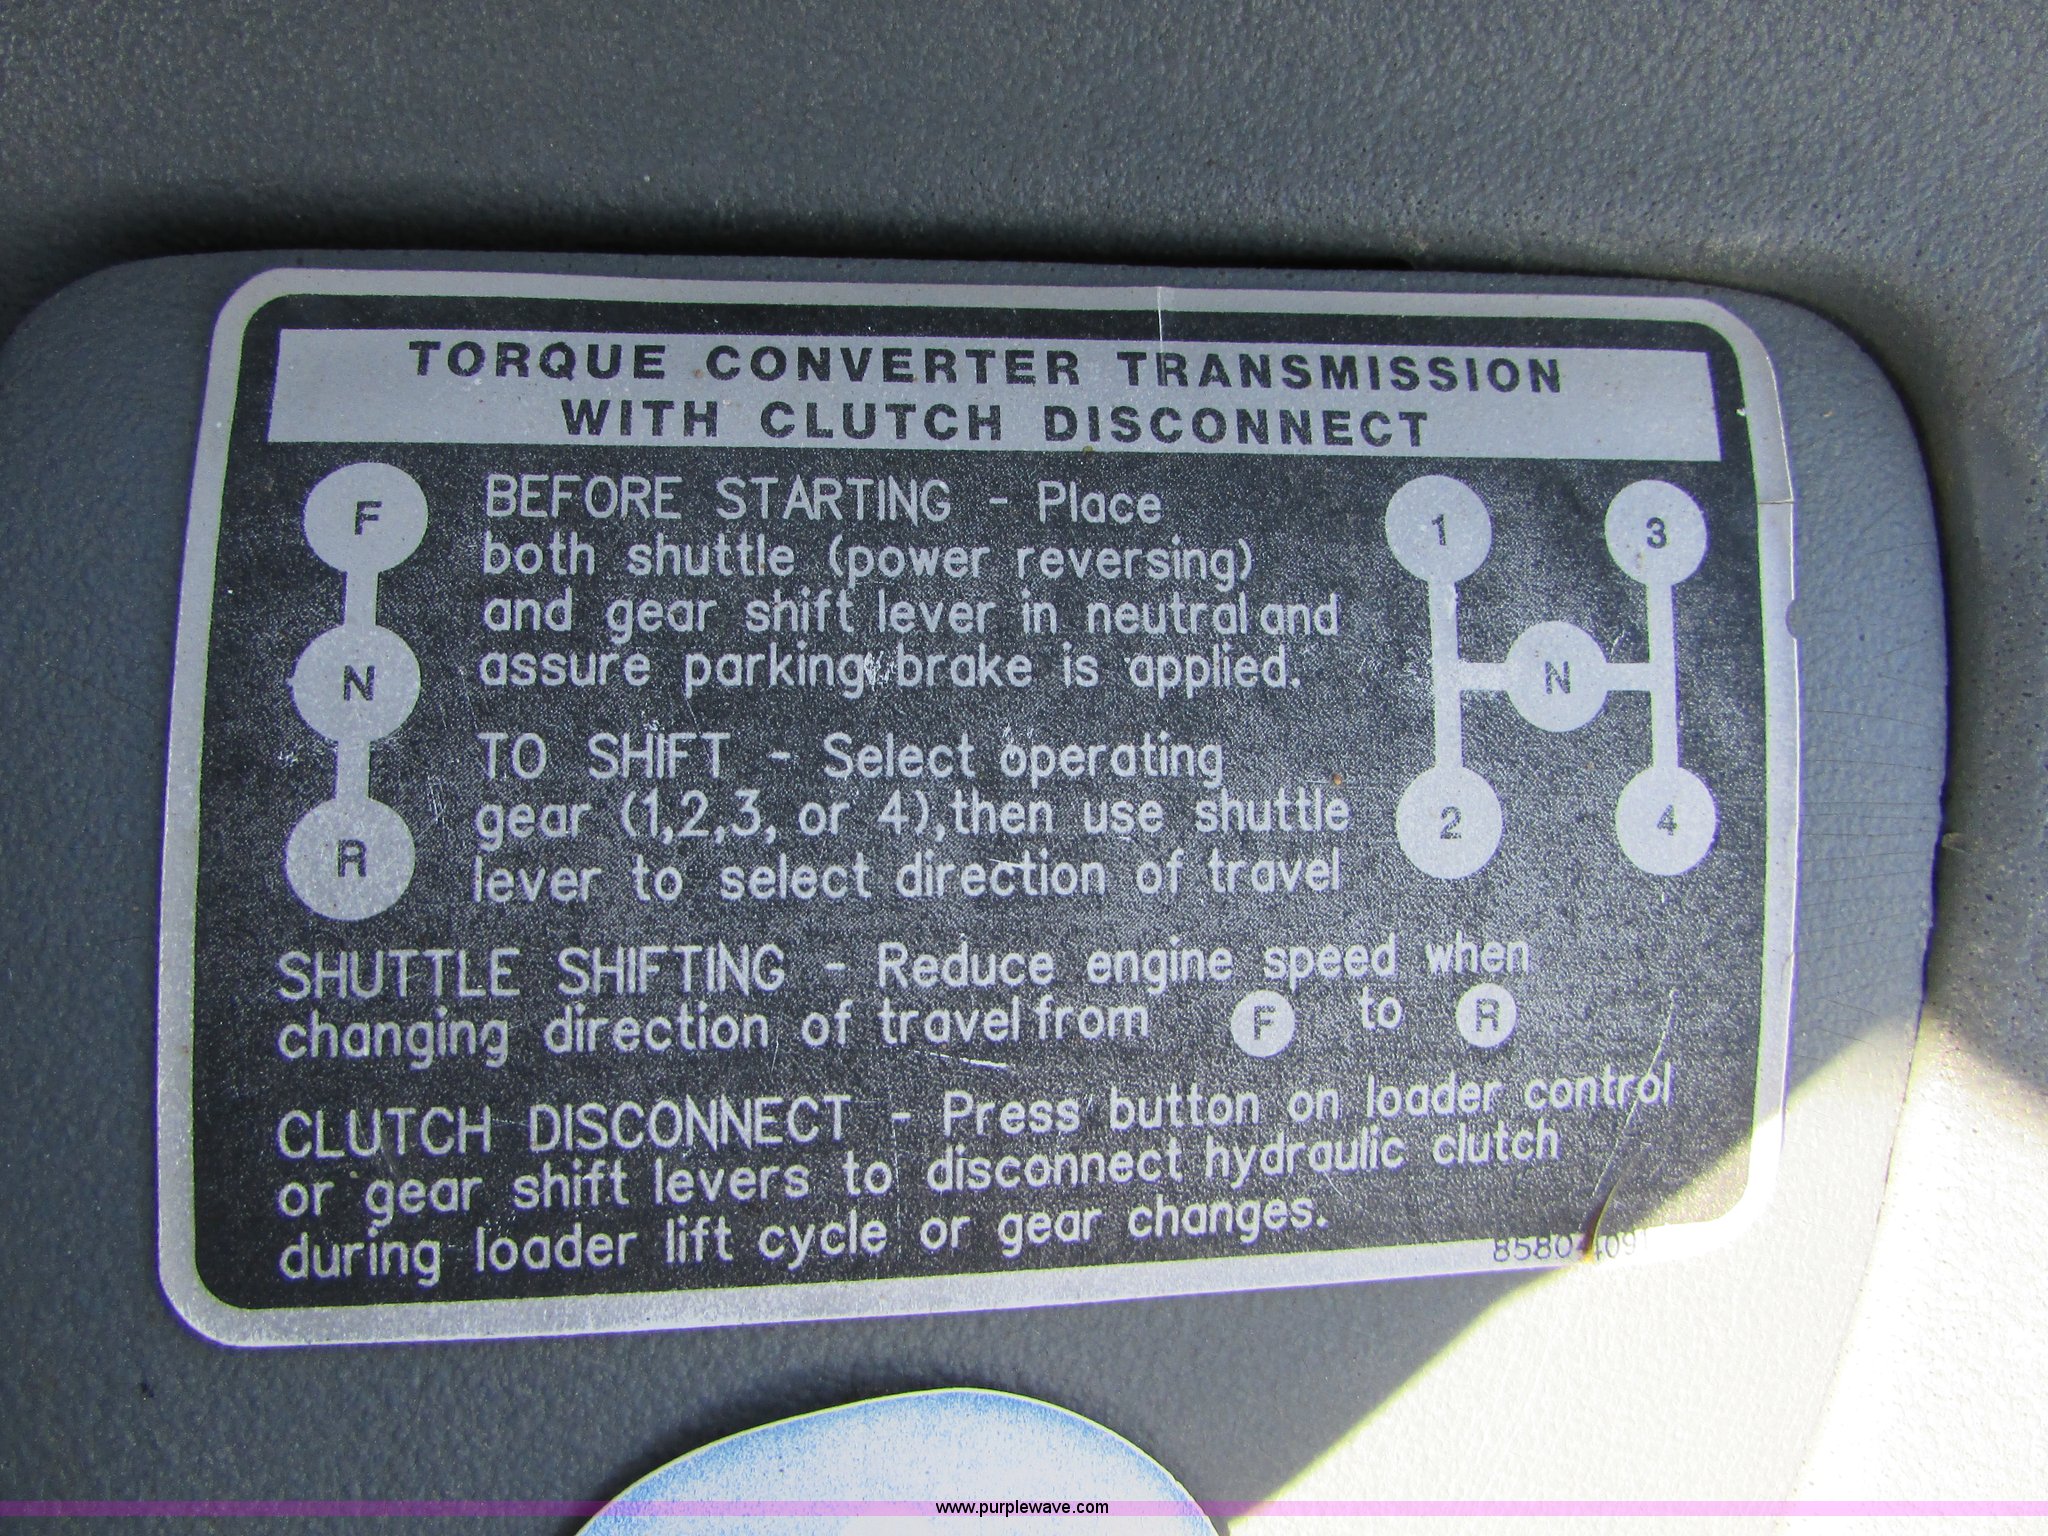 TORQUE CONVERTER TRANSMISSION
WITH CLUTCH DISCONNECT
F
N
R
BEFORE STARTING - Place
both shuttle (power reversing)
and gear shift lever in neutral and
assure parking brake is applied.
TO SHIFT - Select operating
gear (1,2,3, or 4), then use shuttle
lever to select direction of travel
1 3
N
2 4
SHUTTLE SHIFTING - Reduce engine speed when
changing direction of travel from F to R
CLUTCH DISCONNECT - Press button on loader control
or gear shift levers to disconnect hydraulic clutch
during loader lift cycle or gear changes.
www.purplewave.com